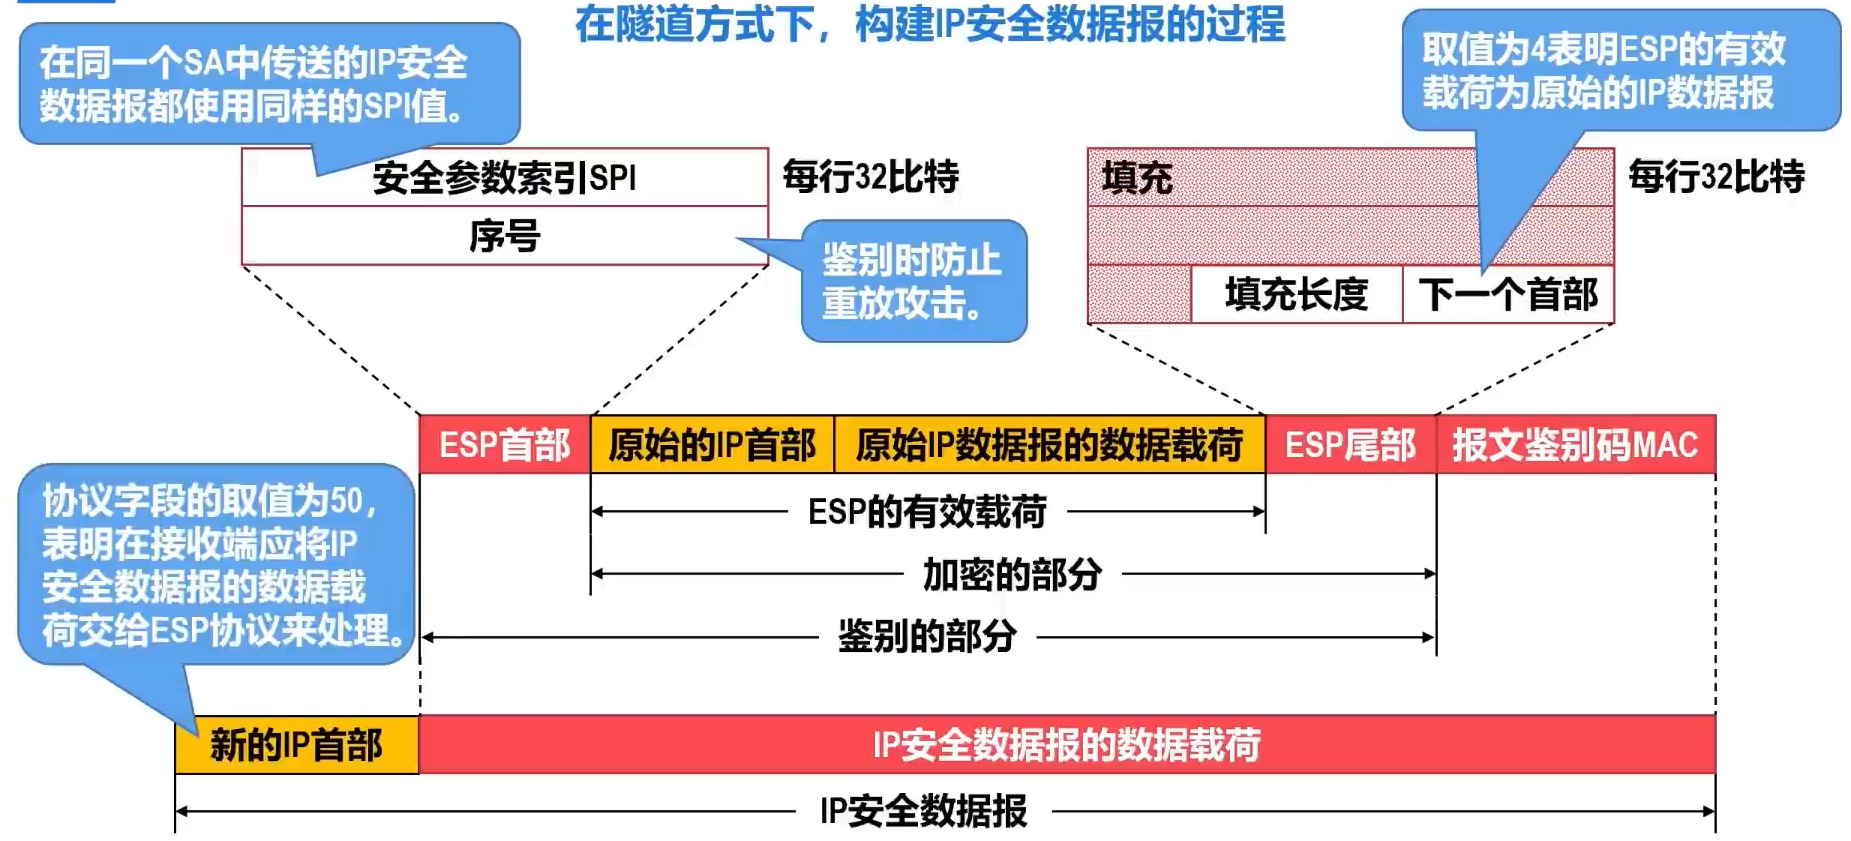 在隧道方式下，构建IP安全数据报的过程
在同一个SA中传送的IP安全
数据报都使用同样的SPI值。
取值为4表明ESP的有效
载荷为原始的IP数据报
安全参数索引SPI
每行32比特
序号
鉴别时防止
重放攻击。
填充
每行32比特
填充长度
下一个首部
ESP首部
原始的IP首部
原始IP数据报的数据载荷
ESP尾部
报文鉴别码MAC
ESP的有效载荷
加密的部分
鉴别的部分
协议字段的取值为50，
表明在接收端应将IP
安全数据报的数据载
荷交给ESP协议来处理。
新的IP首部
IP安全数据报的数据载荷
IP安全数据报